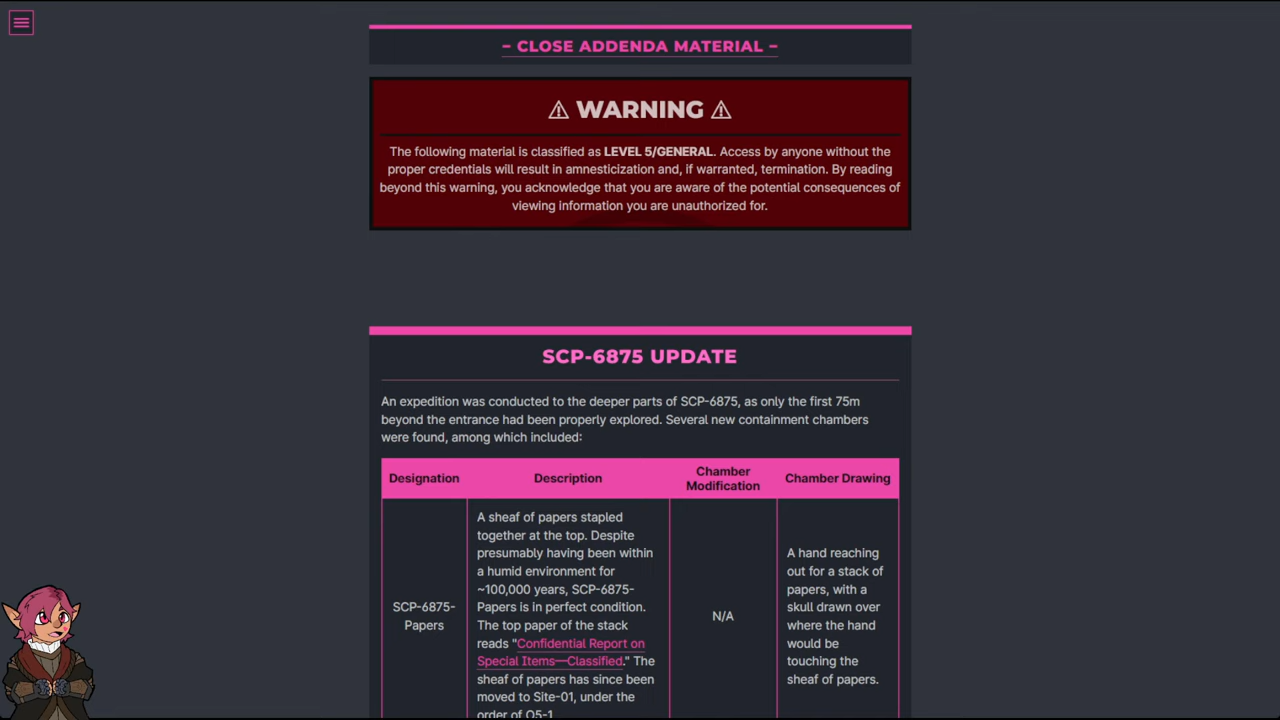 – CLOSE ADDENDA MATERIAL –
⚠ WARNING ⚠
The following material is classified as LEVEL 5/GENERAL. Access by anyone without the
proper credentials will result in amnesticization and, if warranted, termination. By reading
beyond this warning, you acknowledge that you are aware of the potential consequences of
viewing information you are unauthorized for.
SCP-6875 UPDATE
An expedition was conducted to the deeper parts of SCP-6875, as only the first 75m
beyond the entrance had been properly explored. Several new containment chambers
were found, among which included:
Designation
Description
Chamber
Modification
Chamber Drawing
SCP-6875-
Papers
A sheaf of papers stapled
together at the top. Despite
presumably having been within
a humid environment for
~100,000 years, SCP-6875-
Papers is in perfect condition.
The top paper of the stack
reads "Confidential Report on
Special Items—Classified." The
sheaf of papers has since been
moved to Site-01, under the
order of O5-1.
N/A
A hand reaching
out for a stack of
papers, with a
skull drawn over
where the hand
would be
touching the
sheaf of papers.